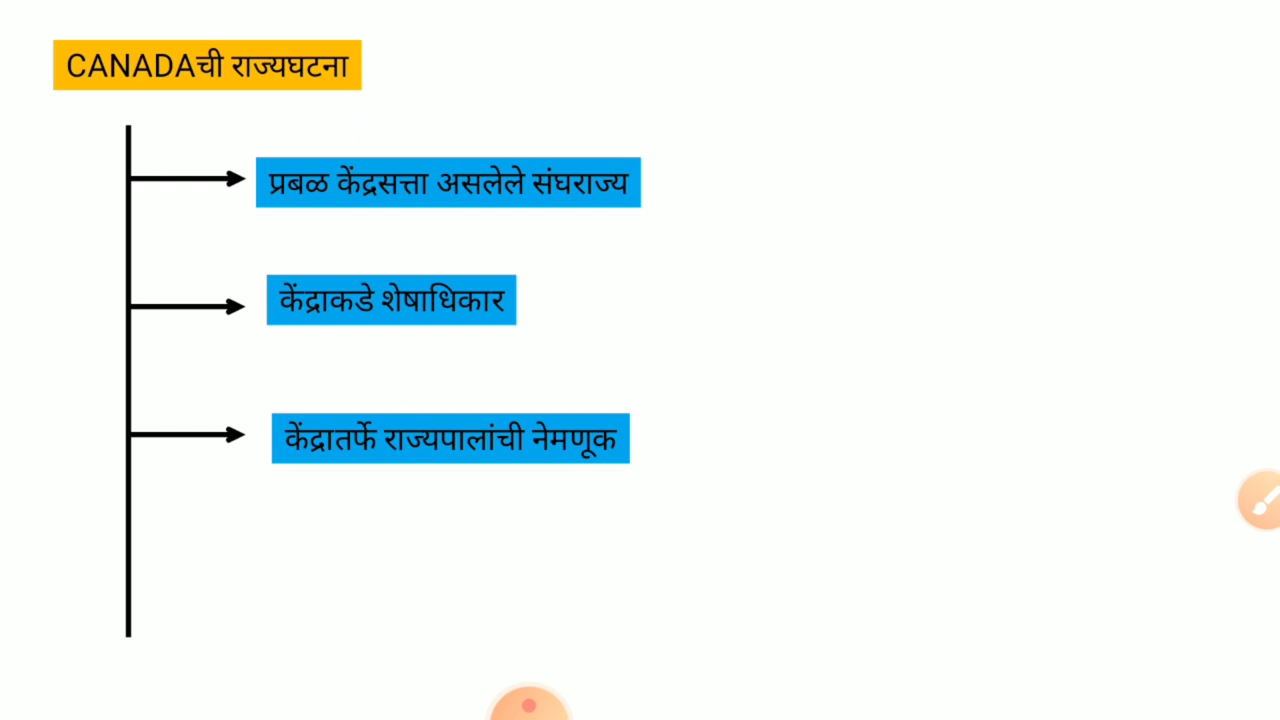 CANADAची राज्यघटना
प्रबळ केंद्रसत्ता असलेले संघराज्य
केंद्राकडे शेषाधिकार
केंद्रातर्फे राज्यपालांची नेमणूक